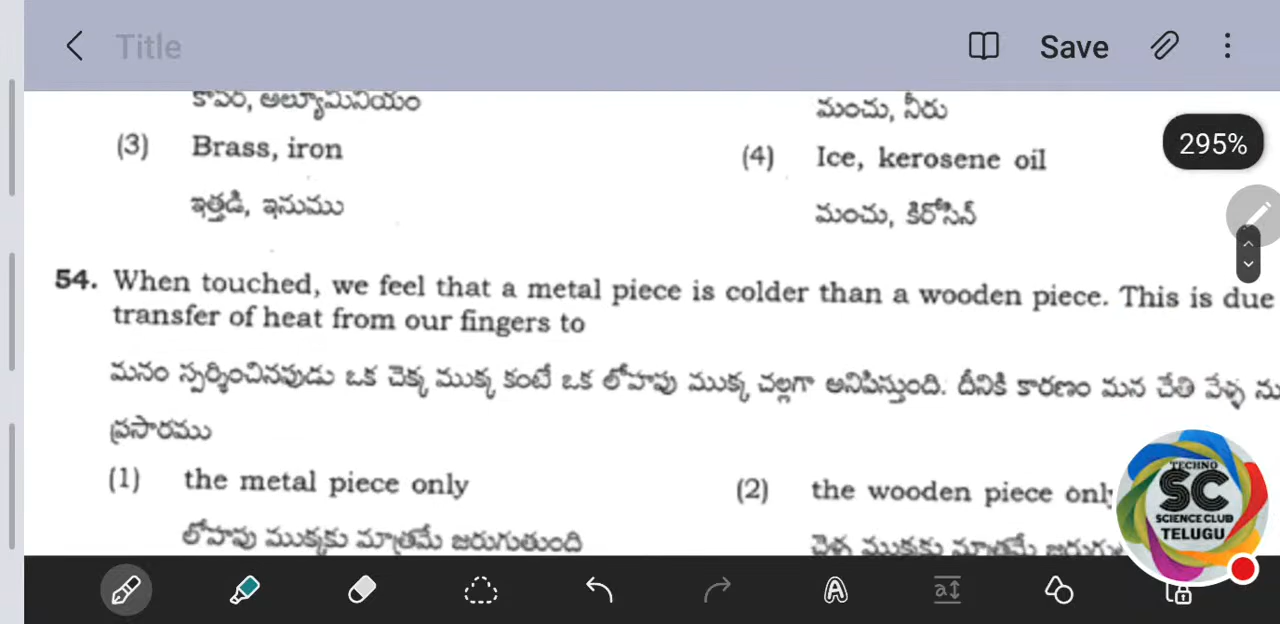 Title
Save
కాపర్, అల్యూమినియం
మంచు, నీరు
295%
(3) Brass, iron
(4) Ice, kerosene oil
ఇత్తడి, ఇనుము
మంచు, కిరోసిన్
54. When touched, we feel that a metal piece is colder than a wooden piece. This is due
transfer of heat from our fingers to
మనం స్పర్శించినపుడు ఒక చెక్క ముక్క కంటే ఒక లోహపు ముక్క చల్లగా అనిపిస్తుంది. దీనికి కారణం మన చేతి వేళ్ళ ను
ప్రసారము
(1) the metal piece only
(2) the wooden piece only
లోహపు ముక్కకు మాత్రమే జరుగుతుంది
ముక్కకు మాత్రమే
TECHNO
SC
SCIENCE CLUB
TELUGU